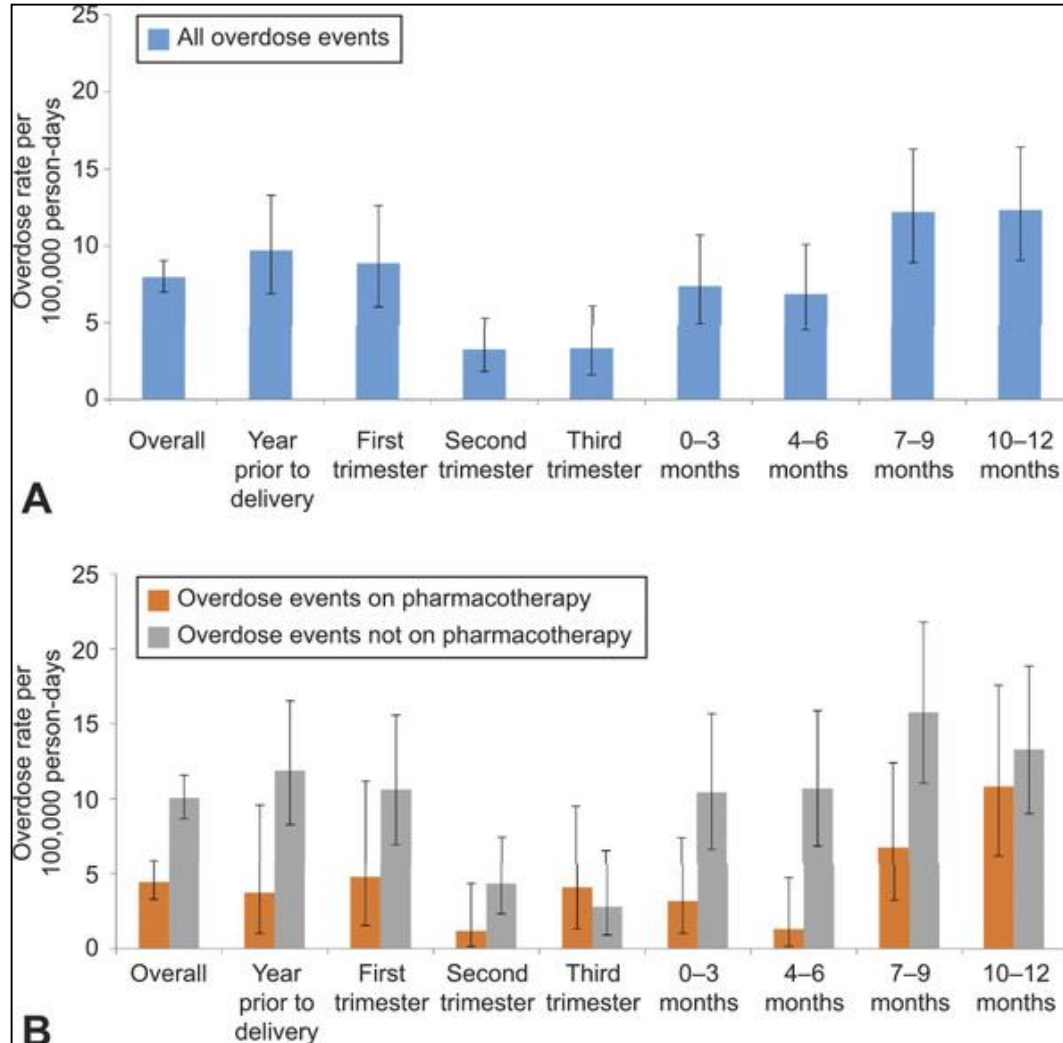 25
All overdose events
20
15
10
5
0
Overdose rate per
100,000 person-days
Overall
Year
prior to
delivery
First
trimester
Second
trimester
Third
trimester
0–3
months
4–6
months
7–9
months
10–12
months
A
25
Overdose events on pharmacotherapy
Overdose events not on pharmacotherapy
20
15
10
5
0
Overdose rate per
100,000 person-days
Overall
Year
prior to
delivery
First
trimester
Second
trimester
Third
trimester
0–3
months
4–6
months
7–9
months
10–12
months
B